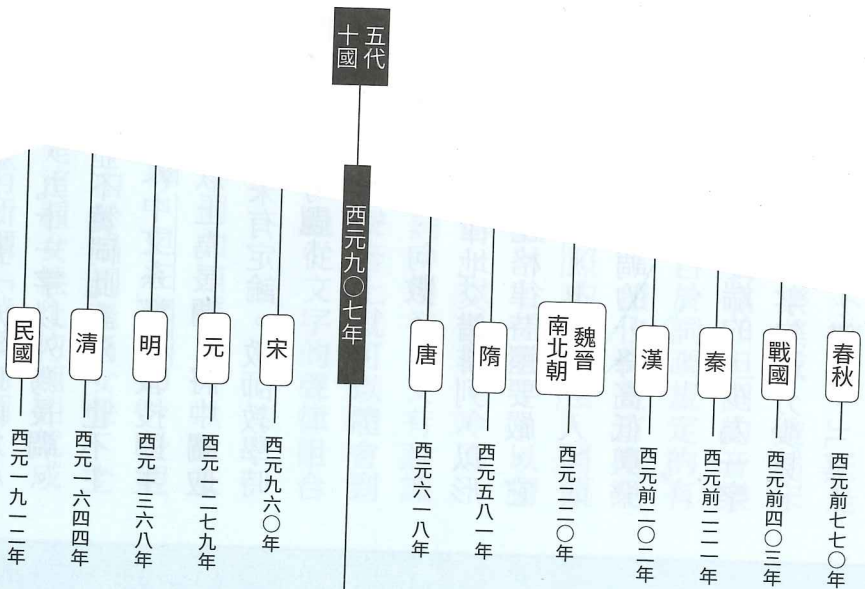 春秋
西元前七七〇年
戰國
西元前四〇三年
秦
西元前二二一年
漢
西元前二〇二年
魏晉
南北朝
西元二二〇年
隋
西元五八一年
唐
西元六一八年
五代
十國
西元九〇七年
宋
西元九六〇年
元
西元一二七九年
明
西元一三六八年
清
西元一六四四年
民國
西元一九一二年